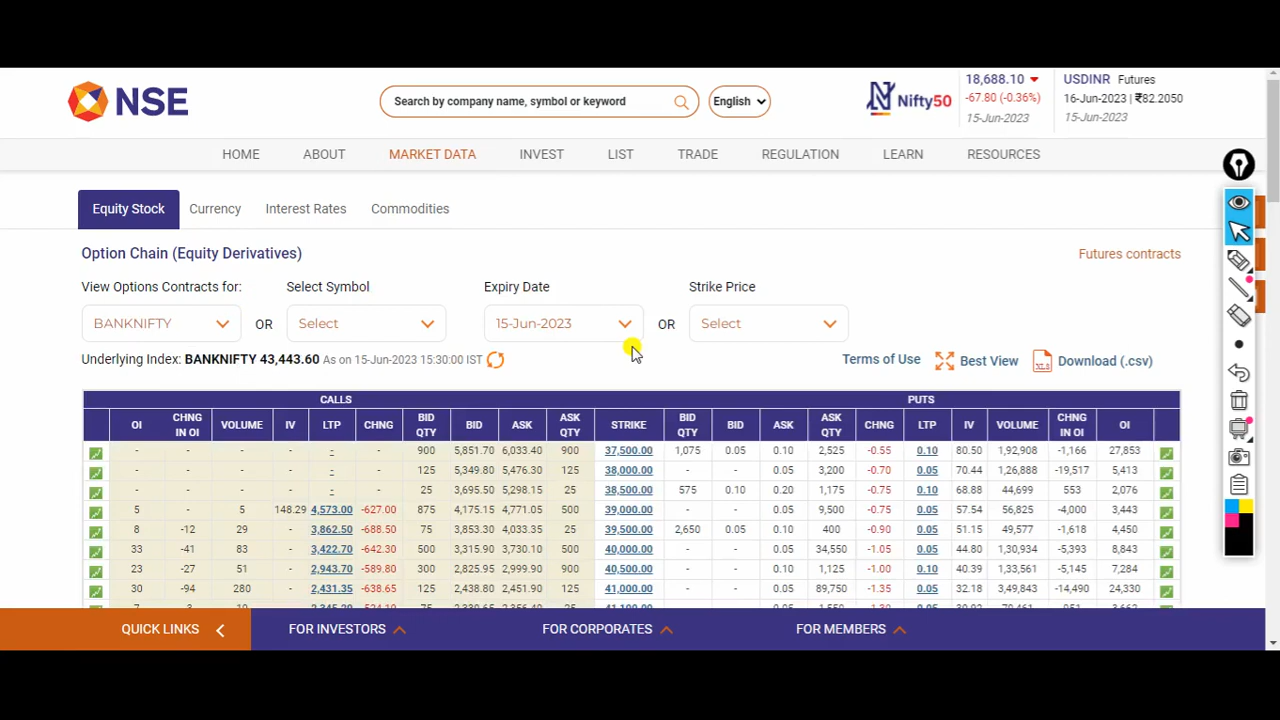 NSE
Search by company name, symbol or keyword
English
Nifty50
18,688.10
-67.80 (-0.36%)
15-Jun-2023
USDINR Futures
16-Jun-2023 | ₹82.2050
15-Jun-2023
HOME ABOUT MARKET DATA INVEST LIST TRADE REGULATION LEARN RESOURCES
Equity Stock Currency Interest Rates Commodities
Option Chain (Equity Derivatives) Futures contracts
View Options Contracts for: Select Symbol Expiry Date Strike Price
BANKNIFTY OR Select 15-Jun-2023 OR Select
Underlying Index: BANKNIFTY 43,443.60 As on 15-Jun-2023 15:30:00 IST Terms of Use Best View Download (.csv)
CALLS PUTS
OI CHNG IN OI VOLUME IV LTP CHNG BID QTY BID ASK ASK QTY STRIKE BID QTY BID ASK ASK QTY CHNG LTP IV VOLUME CHNG IN OI OI
- - - - - - 900 5,851.70 6,033.40 900 37,500.00 1,075 0.05 0.10 2,525 -0.55 0.10 80.50 1,92,908 -1,166 27,853
- - - - - - 125 5,349.80 5,476.30 125 38,000.00 - - 0.05 3,200 -0.70 0.05 70.44 1,26,888 -19,517 5,413
- - - - - - 25 3,695.50 5,298.15 25 38,500.00 575 0.10 0.20 1,175 -0.75 0.10 68.88 44,699 553 2,076
5 - 5 148.29 4,573.00 -627.00 875 4,175.15 4,771.05 875 39,000.00 - - 0.05 9,500 -0.75 0.05 57.54 56,825 -4,000 3,443
8 -12 29 - 3,862.50 -688.50 75 3,853.30 4,033.35 75 39,500.00 2,650 0.05 0.10 400 -0.90 0.05 51.15 49,577 -1,618 4,450
33 -41 83 - 3,422.70 -642.30 500 3,315.90 3,730.10 500 40,000.00 - - 0.05 34,550 -1.05 0.05 44.80 1,30,934 -5,393 8,843
23 -27 51 - 2,943.70 -589.80 300 2,825.95 2,999.90 300 40,500.00 - - 0.10 1,125 -1.00 0.10 40.39 1,33,561 -5,145 7,284
30 -94 280 - 2,431.35 -638.65 125 2,438.80 2,451.90 125 41,000.00 - - 0.05 89,750 -1.35 0.05 32.18 3,49,843 -14,490 24,330
QUICK LINKS FOR INVESTORS FOR CORPORATES FOR MEMBERS